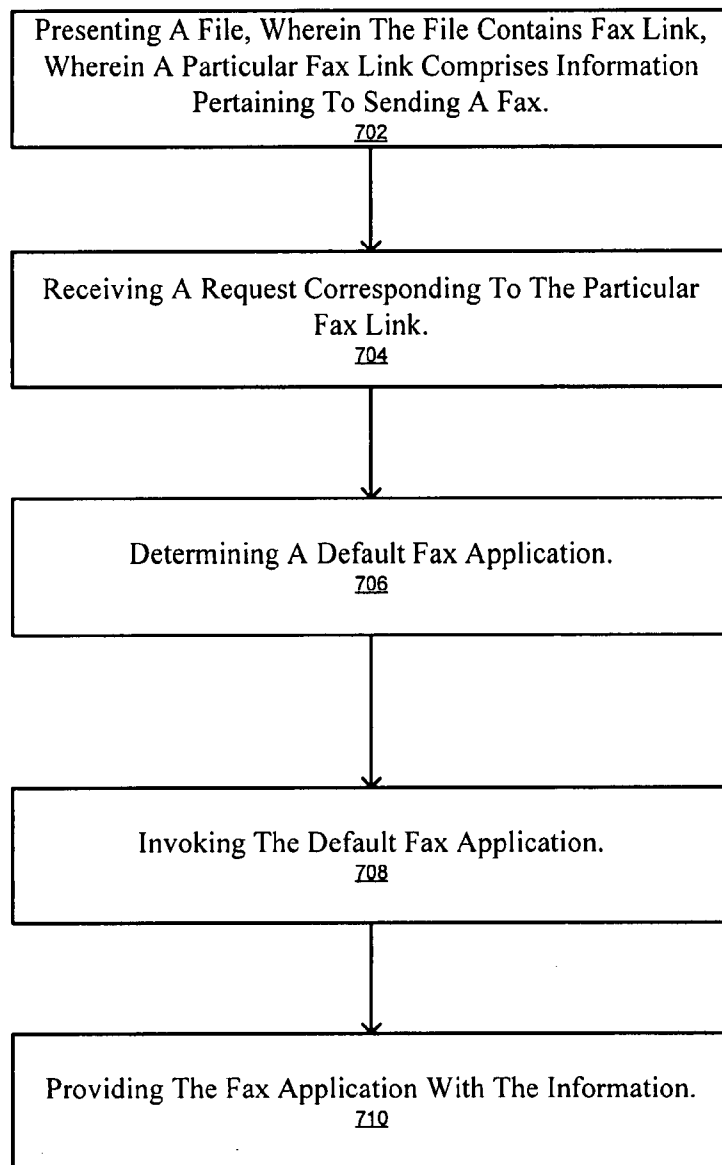 Presenting A File, Wherein The File Contains Fax Link,
Wherein A Particular Fax Link Comprises Information
Pertaining To Sending A Fax.
702
Receiving A Request Corresponding To The Particular
Fax Link.
704
Determining A Default Fax Application.
706
Invoking The Default Fax Application.
708
Providing The Fax Application With The Information.
710